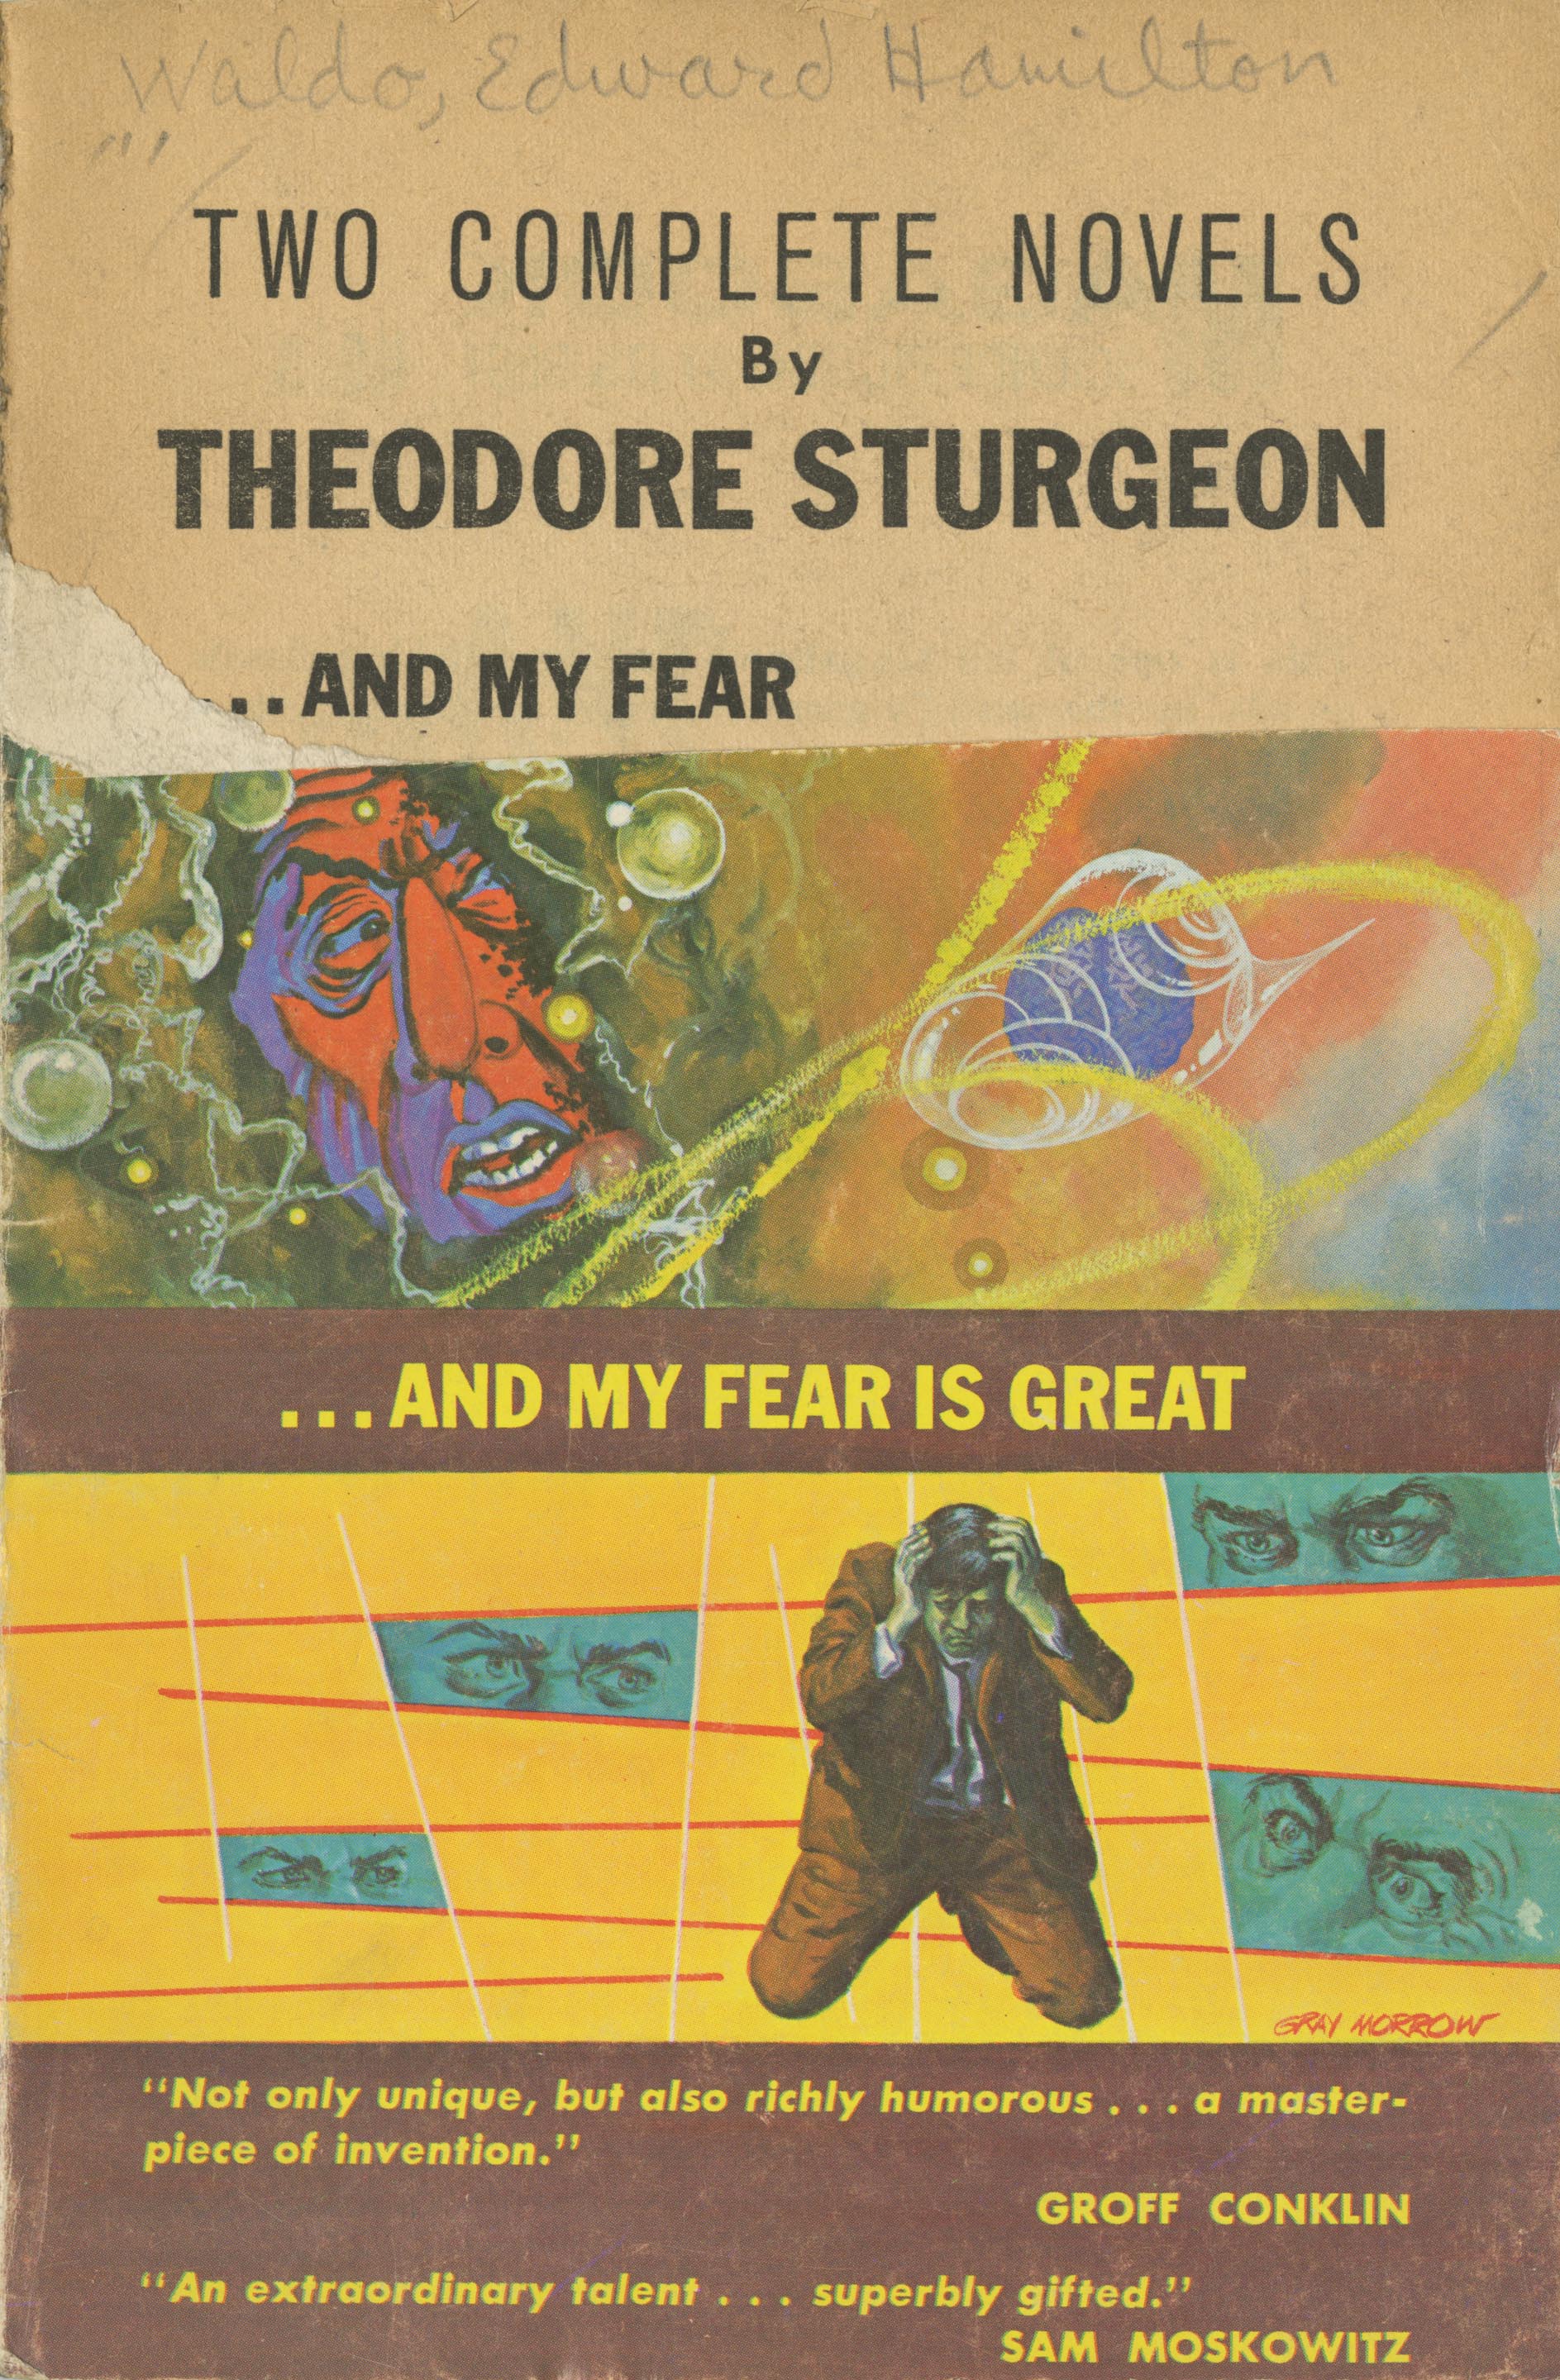 Waldo, Edward Hamilton
TWO COMPLETE NOVELS
By
THEODORE STURGEON
...AND MY FEAR
...AND MY FEAR IS GREAT
GRAY MORROW
“Not only unique, but also richly humorous . . . a master-
piece of invention.”
GROFF CONKLIN
“An extraordinary talent . . . superbly gifted.”
SAM MOSKOWITZ